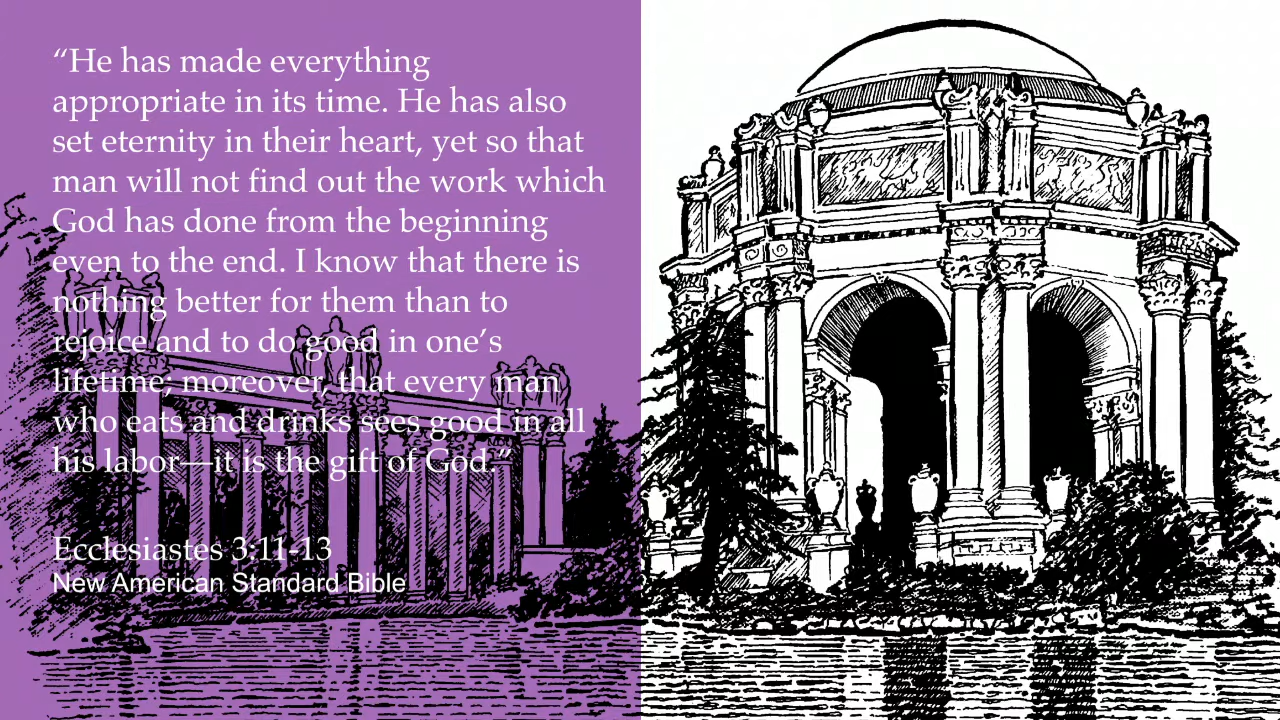 “He has made everything
appropriate in its time. He has also
set eternity in their heart, yet so that
man will not find out the work which
God has done from the beginning
even to the end. I know that there is
nothing better for them than to
rejoice and to do good in one’s
lifetime; moreover, that every man
who eats and drinks sees good in all
his labor—it is the gift of God.”
Ecclesiastes 3:11-13
New American Standard Bible